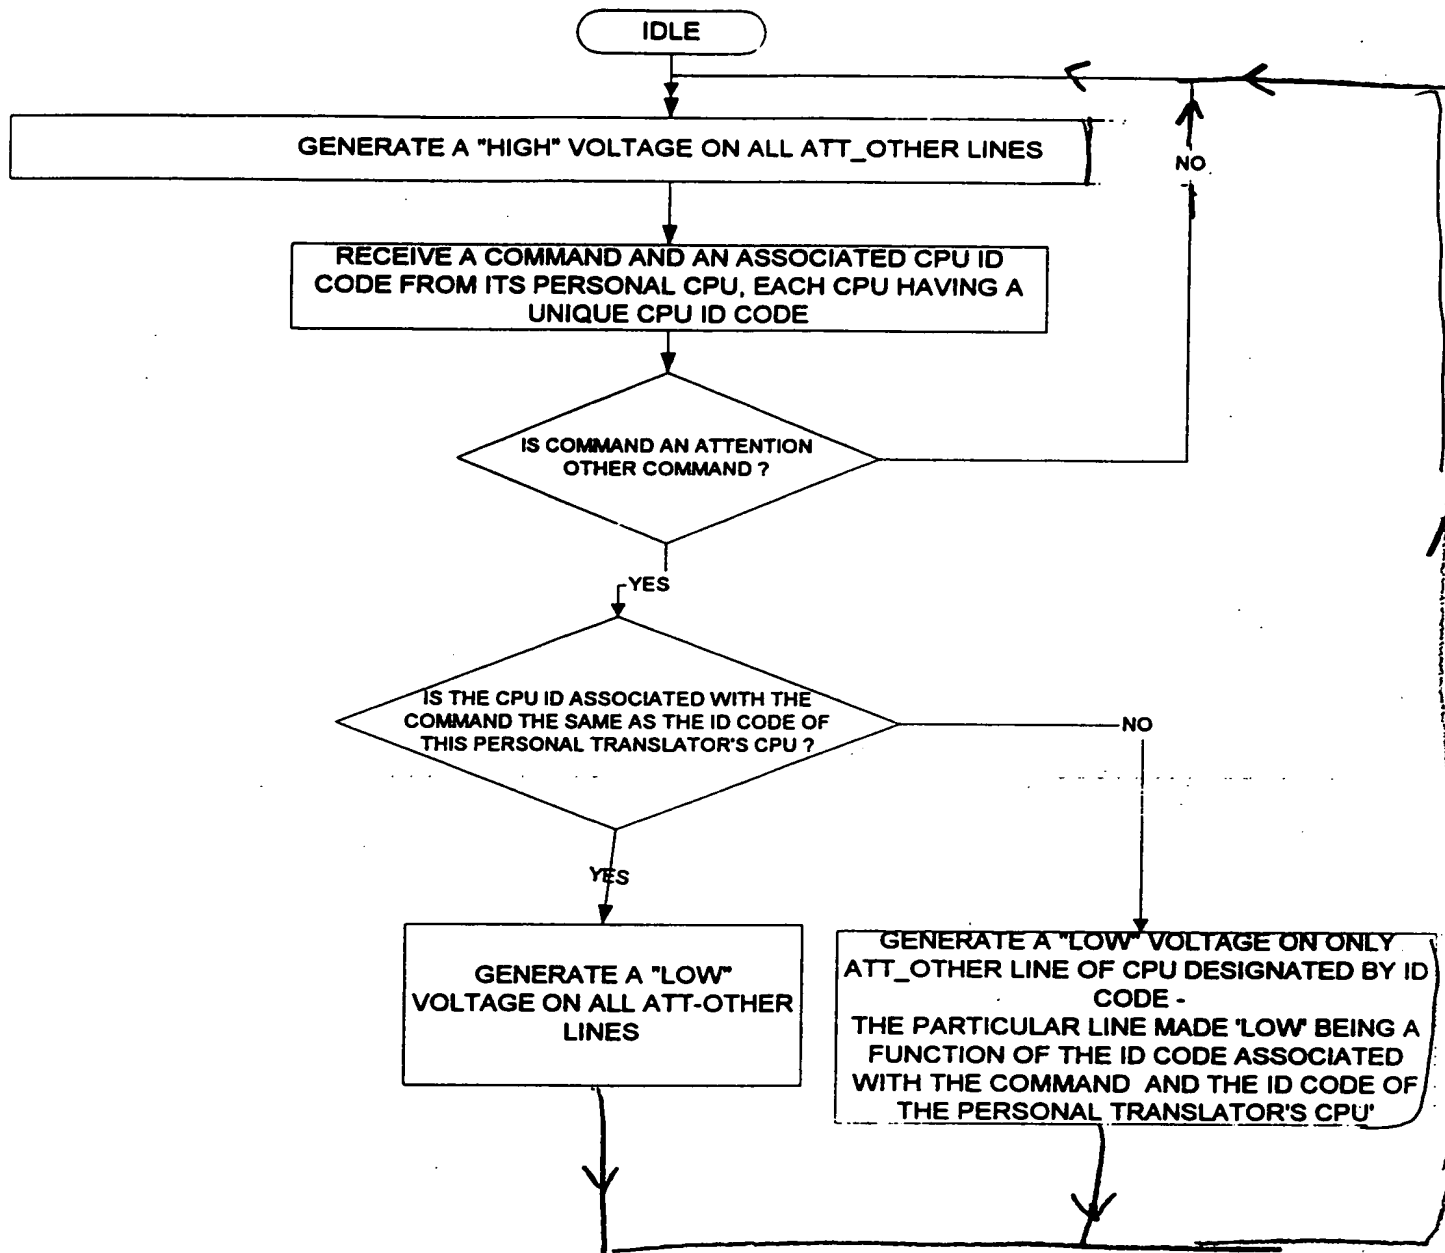 IDLE
GENERATE A "HIGH" VOLTAGE ON ALL ATT_OTHER LINES
NO
RECEIVE A COMMAND AND AN ASSOCIATED CPU ID
CODE FROM ITS PERSONAL CPU, EACH CPU HAVING A
UNIQUE CPU ID CODE
IS COMMAND AN ATTENTION
OTHER COMMAND ?
YES
IS THE CPU ID ASSOCIATED WITH THE
COMMAND THE SAME AS THE ID CODE OF
THIS PERSONAL TRANSLATOR'S CPU ?
NO
YES
GENERATE A "LOW"
VOLTAGE ON ALL ATT-OTHER
LINES
GENERATE A "LOW" VOLTAGE ON ONLY
ATT_OTHER LINE OF CPU DESIGNATED BY ID
CODE -
THE PARTICULAR LINE MADE 'LOW' BEING A
FUNCTION OF THE ID CODE ASSOCIATED
WITH THE COMMAND AND THE ID CODE OF
THE PERSONAL TRANSLATOR'S CPU'